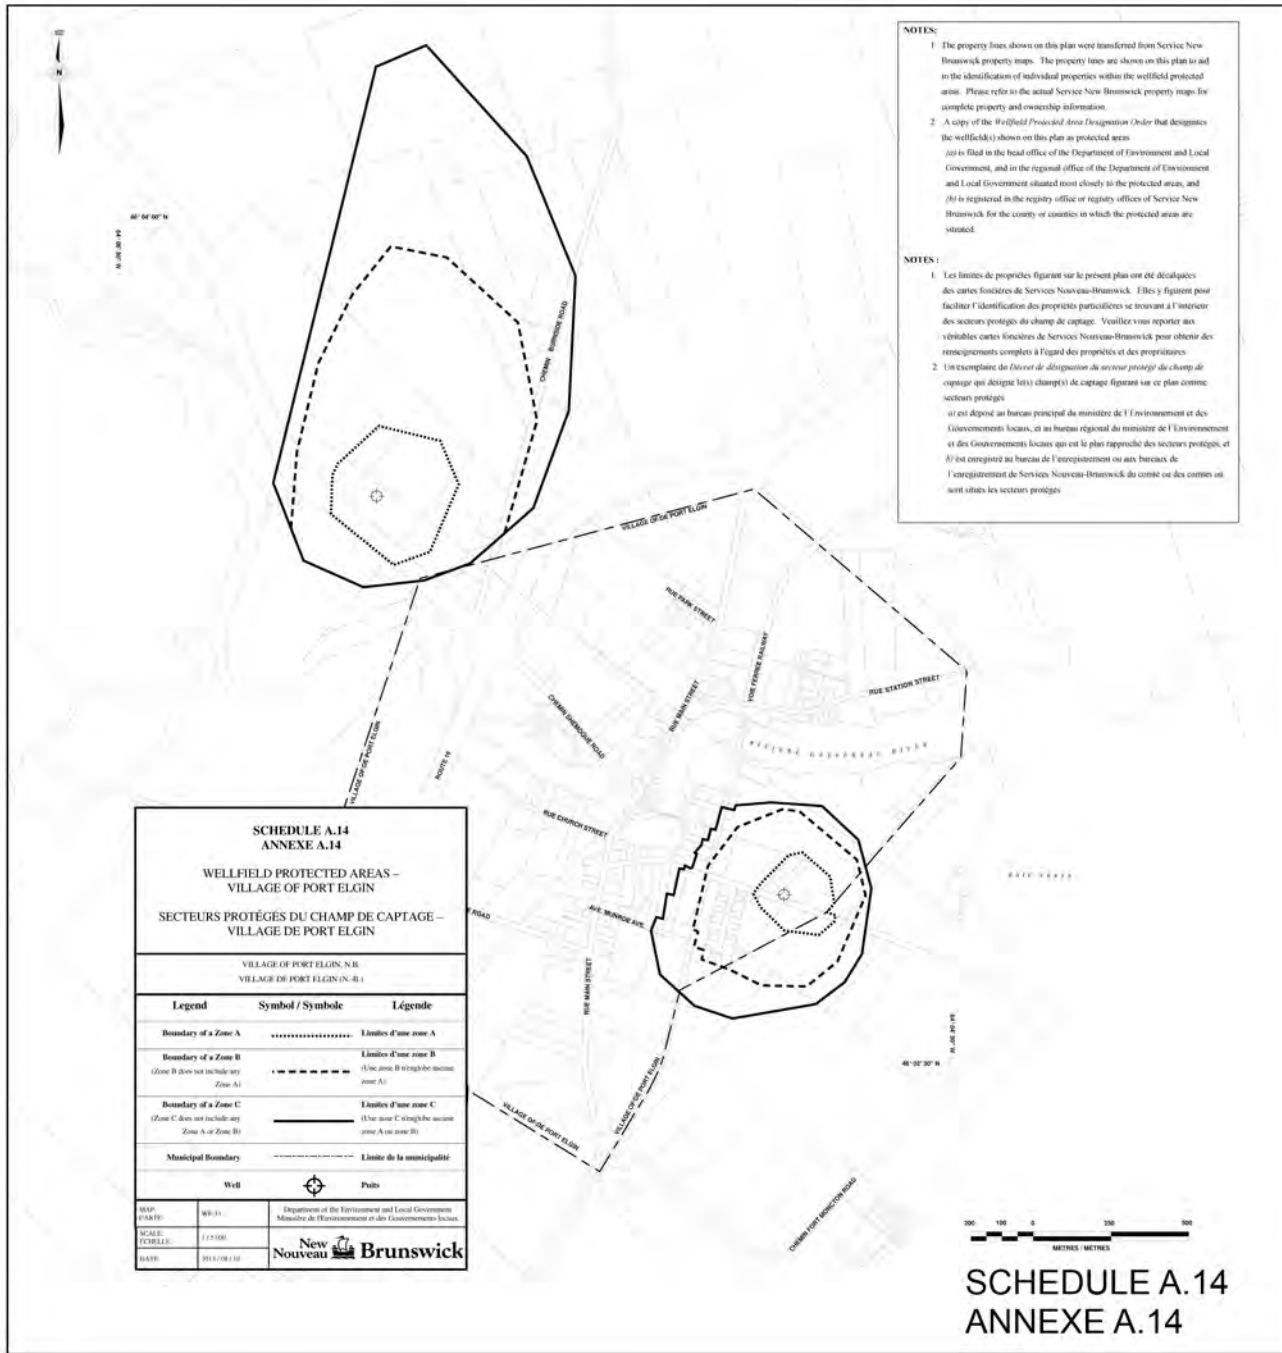 N
46° 04' 00" N
NOTES:
1 The property lines shown on this plan were transferred from Service New
Brunswick property maps. The property lines are shown on this plan to aid
in the identification of individual properties within the wellfield protected
areas. Please refer to the actual Service New Brunswick property maps for
complete property and ownership information.
2 A copy of the Wellfield Protected Area Designation Order that designates
the wellfield(s) shown on this plan as protected areas
(a) is filed in the head office of the Department of Environment and Local
Government, and in the regional office of the Department of Environment
and Local Government situated most closely to the protected areas, and
(b) is registered in the registry office or registry offices of Service New
Brunswick for the county or counties in which the protected areas are
situated.
NOTES :
1. Les limites de propriétés figurant sur le présent plan ont été décalquées
des cartes foncières de Services Nouveau-Brunswick. Elles y figurent pour
faciliter l'identification des propriétés particulières se trouvant à l'intérieur
des secteurs protégés du champ de captage. Veuillez vous reporter aux
véritables cartes foncières de Services Nouveau-Brunswick pour obtenir des
renseignements complets à l'égard des propriétés et des propriétaires
2 Un exemplaire du Décret de désignation du secteur protégé du champ de
captage qui désigne le(s) champ(s) de captage figurant sur ce plan comme
secteurs protégés
a) est déposé au bureau principal du ministère de l'Environnement et des
Gouvernements locaux, et au bureau régional du ministère de l'Environnement
et des Gouvernements locaux qui est le plus rapproché des secteurs protégés, et
b) est enregistré au bureau de l'enregistrement ou aux bureaux de
l'enregistrement de Services Nouveau-Brunswick du comté ou des comtés où
sont situés les secteurs protégés
CHEMIN BURNSIDE ROAD
VILLAGE OF-DE PORT ELGIN
RUE PARK STREET
VOIE FERREE RAILWAY
RUE STATION STREET
RUE MAIN STREET
CHEMIN SHEMOGUE ROAD
RIVIÈRE GASPEREAU RIVER
VILLAGE OF-DE PORT ELGIN
ROUTE 16
RUE CHURCH STREET
BAIE VERTE
AVE. MUNROE AVE.
ROAD
RUE MAIN STREET
64° 04' 30" W
46° 02' 30" N
VILLAGE OF-DE PORT ELGIN
VILLAGE OF-DE PORT ELGIN
CHEMIN FORT MONCTON ROAD
SCHEDULE A.14
ANNEXE A.14
WELLFIELD PROTECTED AREAS –
VILLAGE OF PORT ELGIN
SECTEURS PROTÉGÉS DU CHAMP DE CAPTAGE –
VILLAGE DE PORT ELGIN
VILLAGE OF PORT ELGIN, N.B.
VILLAGE DE PORT ELGIN (N.-B.)
Legend Symbol / Symbole Légende
Boundary of a Zone A Limites d'une zone A
Boundary of a Zone B Limites d'une zone B
(Zone B does not include any (Une zone B n'englobe aucune
Zone A) zone A)
Boundary of a Zone C Limites d'une zone C
(Zone C does not include any (Une zone C n'englobe aucune
Zone A or Zone B) zone A ou zone B)
Municipal Boundary Limite de la municipalité
Well Puits
MAP:
CARTE:
Department of the Environment and Local Government
Ministère de l'Environnement et des Gouvernements locaux
SCALE:
ÉCHELLE:
DATE:
New
Nouveau Brunswick
200 100 0 250 500
METRES / MÈTRES
SCHEDULE A.14
ANNEXE A.14